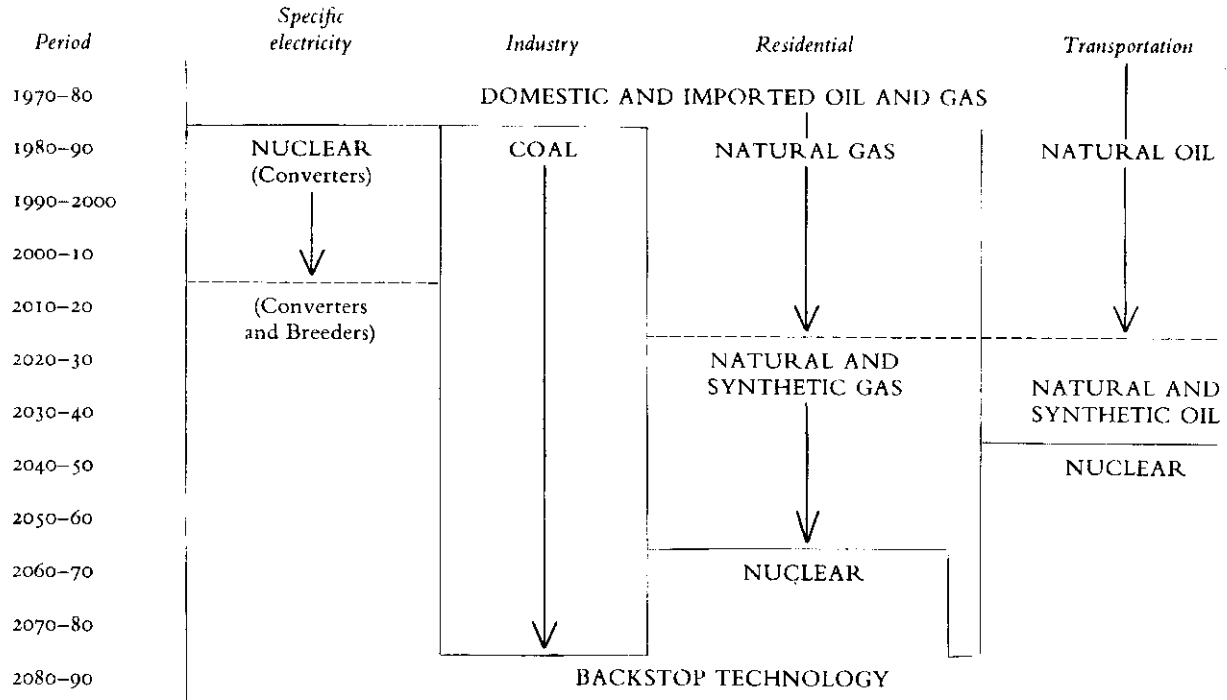 Period Specific electricity Industry Residential Transportation
1970–80 DOMESTIC AND IMPORTED OIL AND GAS
1980–90 NUCLEAR COAL NATURAL GAS NATURAL OIL
(Converters)
1990–2000
2000–10
2010–20 (Converters
and Breeders)
2020–30 NATURAL AND
SYNTHETIC GAS NATURAL AND
2030–40 SYNTHETIC OIL
2040–50 NUCLEAR
2050–60
2060–70 NUCLEAR
2070–80
2080–90 BACKSTOP TECHNOLOGY